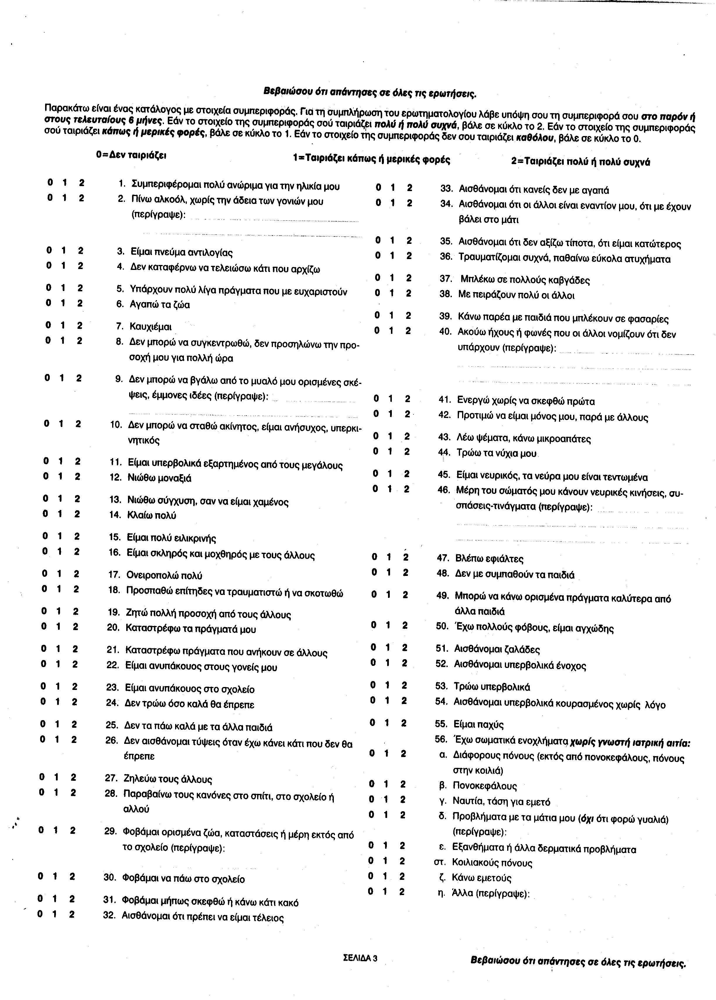 Βεβαιώσου ότι απάντησες σε όλες τις ερωτήσεις.
Παρακάτω είναι ένας κατάλογος με στοιχεία συμπεριφοράς. Για τη συμπλήρωση του ερωτηματολογίου λάβε υπόψη σου τη συμπεριφορά σου στο παρόν ή
στους τελευταίους 6 μήνες. Εάν το στοιχείο της συμπεριφοράς σού ταιριάζει πολύ ή πολύ συχνά, βάλε σε κύκλο το 2. Εάν το στοιχείο της συμπεριφοράς
σού ταιριάζει κάπως ή μερικές φορές, βάλε σε κύκλο το 1. Εάν το στοιχείο της συμπεριφοράς δεν σου ταιριάζει καθόλου, βάλε σε κύκλο το 0.
0=Δεν ταιριάζει 1=Ταιριάζει κάπως ή μερικές φορές 2=Ταιριάζει πολύ ή πολύ συχνά
0 1 2 1. Συμπεριφέρομαι πολύ ανώριμα για την ηλικία μου
0 1 2 2. Πίνω αλκοόλ, χωρίς την άδεια των γονιών μου
(περίγραψε):
0 1 2 3. Είμαι πνεύμα αντιλογίας
0 1 2 4. Δεν καταφέρνω να τελειώσω κάτι που αρχίζω
0 1 2 5. Υπάρχουν πολύ λίγα πράγματα που με ευχαριστούν
0 1 2 6. Αγαπώ τα ζώα
0 1 2 7. Καυχιέμαι
0 1 2 8. Δεν μπορώ να συγκεντρωθώ, δεν προσηλώνω την προ-
σοχή μου για πολλή ώρα
0 1 2 9. Δεν μπορώ να βγάλω από το μυαλό μου ορισμένες σκέ-
ψεις, έμμονες ιδέες (περίγραψε):
0 1 2 10. Δεν μπορώ να σταθώ ακίνητος, είμαι ανήσυχος, υπερκι-
νητικός
0 1 2 11. Είμαι υπερβολικά εξαρτημένος από τους μεγάλους
0 1 2 12. Νιώθω μοναξιά
0 1 2 13. Νιώθω σύγχυση, σαν να είμαι χαμένος
0 1 2 14. Κλαίω πολύ
0 1 2 15. Είμαι πολύ ειλικρινής
0 1 2 16. Είμαι σκληρός και μοχθηρός με τους άλλους
0 1 2 17. Ονειροπολώ πολύ
0 1 2 18. Προσπαθώ επίτηδες να τραυματιστώ ή να σκοτωθώ
0 1 2 19. Ζητώ πολλή προσοχή από τους άλλους
0 1 2 20. Καταστρέφω τα πράγματά μου
0 1 2 21. Καταστρέφω πράγματα που ανήκουν σε άλλους
0 1 2 22. Είμαι ανυπάκουος στους γονείς μου
0 1 2 23. Είμαι ανυπάκουος στο σχολείο
0 1 2 24. Δεν τρώω όσο καλά θα έπρεπε
0 1 2 25. Δεν τα πάω καλά με τα άλλα παιδιά
0 1 2 26. Δεν αισθάνομαι τύψεις όταν έχω κάνει κάτι που δεν θα
έπρεπε
0 1 2 27. Ζηλεύω τους άλλους
0 1 2 28. Παραβαίνω τους κανόνες στο σπίτι, στο σχολείο ή
αλλού
0 1 2 29. Φοβάμαι ορισμένα ζώα, καταστάσεις ή μέρη εκτός από
το σχολείο (περίγραψε):
0 1 2 30. Φοβάμαι να πάω στο σχολείο
0 1 2 31. Φοβάμαι μήπως σκεφθώ ή κάνω κάτι κακό
0 1 2 32. Αισθάνομαι ότι πρέπει να είμαι τέλειος
0 1 2 33. Αισθάνομαι ότι κανείς δεν με αγαπά
0 1 2 34. Αισθάνομαι ότι οι άλλοι είναι εναντίον μου, ότι με έχουν
βάλει στο μάτι
0 1 2 35. Αισθάνομαι ότι δεν αξίζω τίποτα, ότι είμαι κατώτερος
0 1 2 36. Τραυματίζομαι συχνά, παθαίνω εύκολα ατυχήματα
0 1 2 37. Μπλέκω σε πολλούς καβγάδες
0 1 2 38. Με πειράζουν πολύ οι άλλοι
0 1 2 39. Κάνω παρέα με παιδιά που μπλέκουν σε φασαρίες
0 1 2 40. Ακούω ήχους ή φωνές που οι άλλοι νομίζουν ότι δεν
υπάρχουν (περίγραψε):
0 1 2 41. Ενεργώ χωρίς να σκεφθώ πρώτα
0 1 2 42. Προτιμώ να είμαι μόνος μου, παρά με άλλους
0 1 2 43. Λέω ψέματα, κάνω μικροαπάτες
0 1 2 44. Τρώω τα νύχια μου
0 1 2 45. Είμαι νευρικός, τα νεύρα μου είναι τεντωμένα
0 1 2 46. Μέρη του σώματός μου κάνουν νευρικές κινήσεις, συ-
σπάσεις-τινάγματα (περίγραψε):
0 1 2 47. Βλέπω εφιάλτες
0 1 2 48. Δεν με συμπαθούν τα παιδιά
0 1 2 49. Μπορώ να κάνω ορισμένα πράγματα καλύτερα από
άλλα παιδιά
0 1 2 50. Έχω πολλούς φόβους, είμαι αγχώδης
0 1 2 51. Αισθάνομαι ζαλάδες
0 1 2 52. Αισθάνομαι υπερβολικά ένοχος
0 1 2 53. Τρώω υπερβολικά
0 1 2 54. Αισθάνομαι υπερβολικά κουρασμένος χωρίς λόγο
0 1 2 55. Είμαι παχύς
56. Έχω σωματικά ενοχλήματα χωρίς γνωστή ιατρική αιτία:
0 1 2 α. Διάφορους πόνους (εκτός από πονοκεφάλους, πόνους
στην κοιλιά)
0 1 2 β. Πονοκεφάλους
0 1 2 γ. Ναυτία, τάση για εμετό
0 1 2 δ. Προβλήματα με τα μάτια μου (όχι ότι φορώ γυαλιά)
(περίγραψε):
0 1 2 ε. Εξανθήματα ή άλλα δερματικά προβλήματα
0 1 2 στ. Κοιλιακούς πόνους
0 1 2 ζ. Κάνω εμετούς
0 1 2 η. Άλλα (περίγραψε):
ΣΕΛΙΔΑ 3
Βεβαιώσου ότι απάντησες σε όλες τις ερωτήσεις.